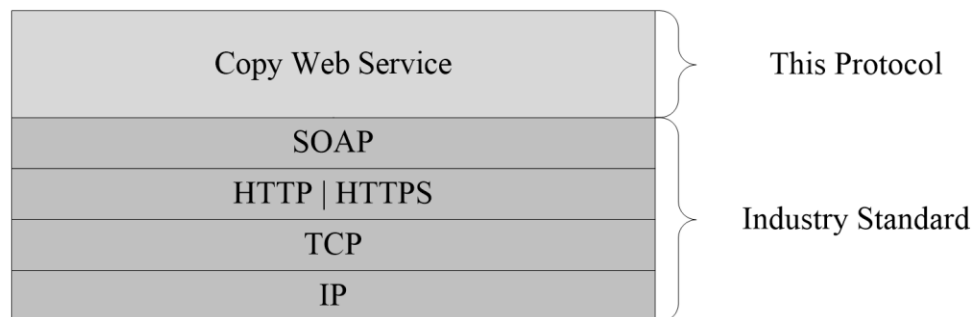 Copy Web Service
This Protocol
SOAP
HTTP | HTTPS
TCP
IP
Industry Standard